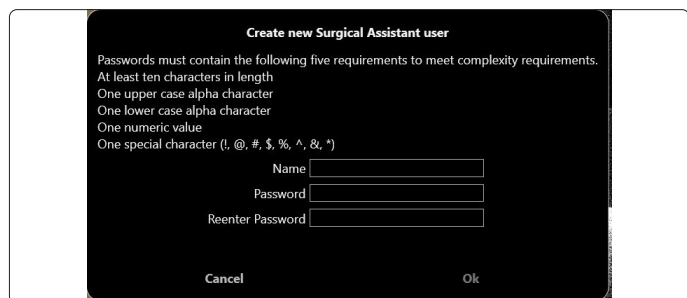 Create new Surgical Assistant user
Passwords must contain the following five requirements to meet complexity requirements.
At least ten characters in length
One upper case alpha character
One lower case alpha character
One numeric value
One special character (!, @, #, $, %, ^, &, *)
Name
Password
Reenter Password
Cancel Ok